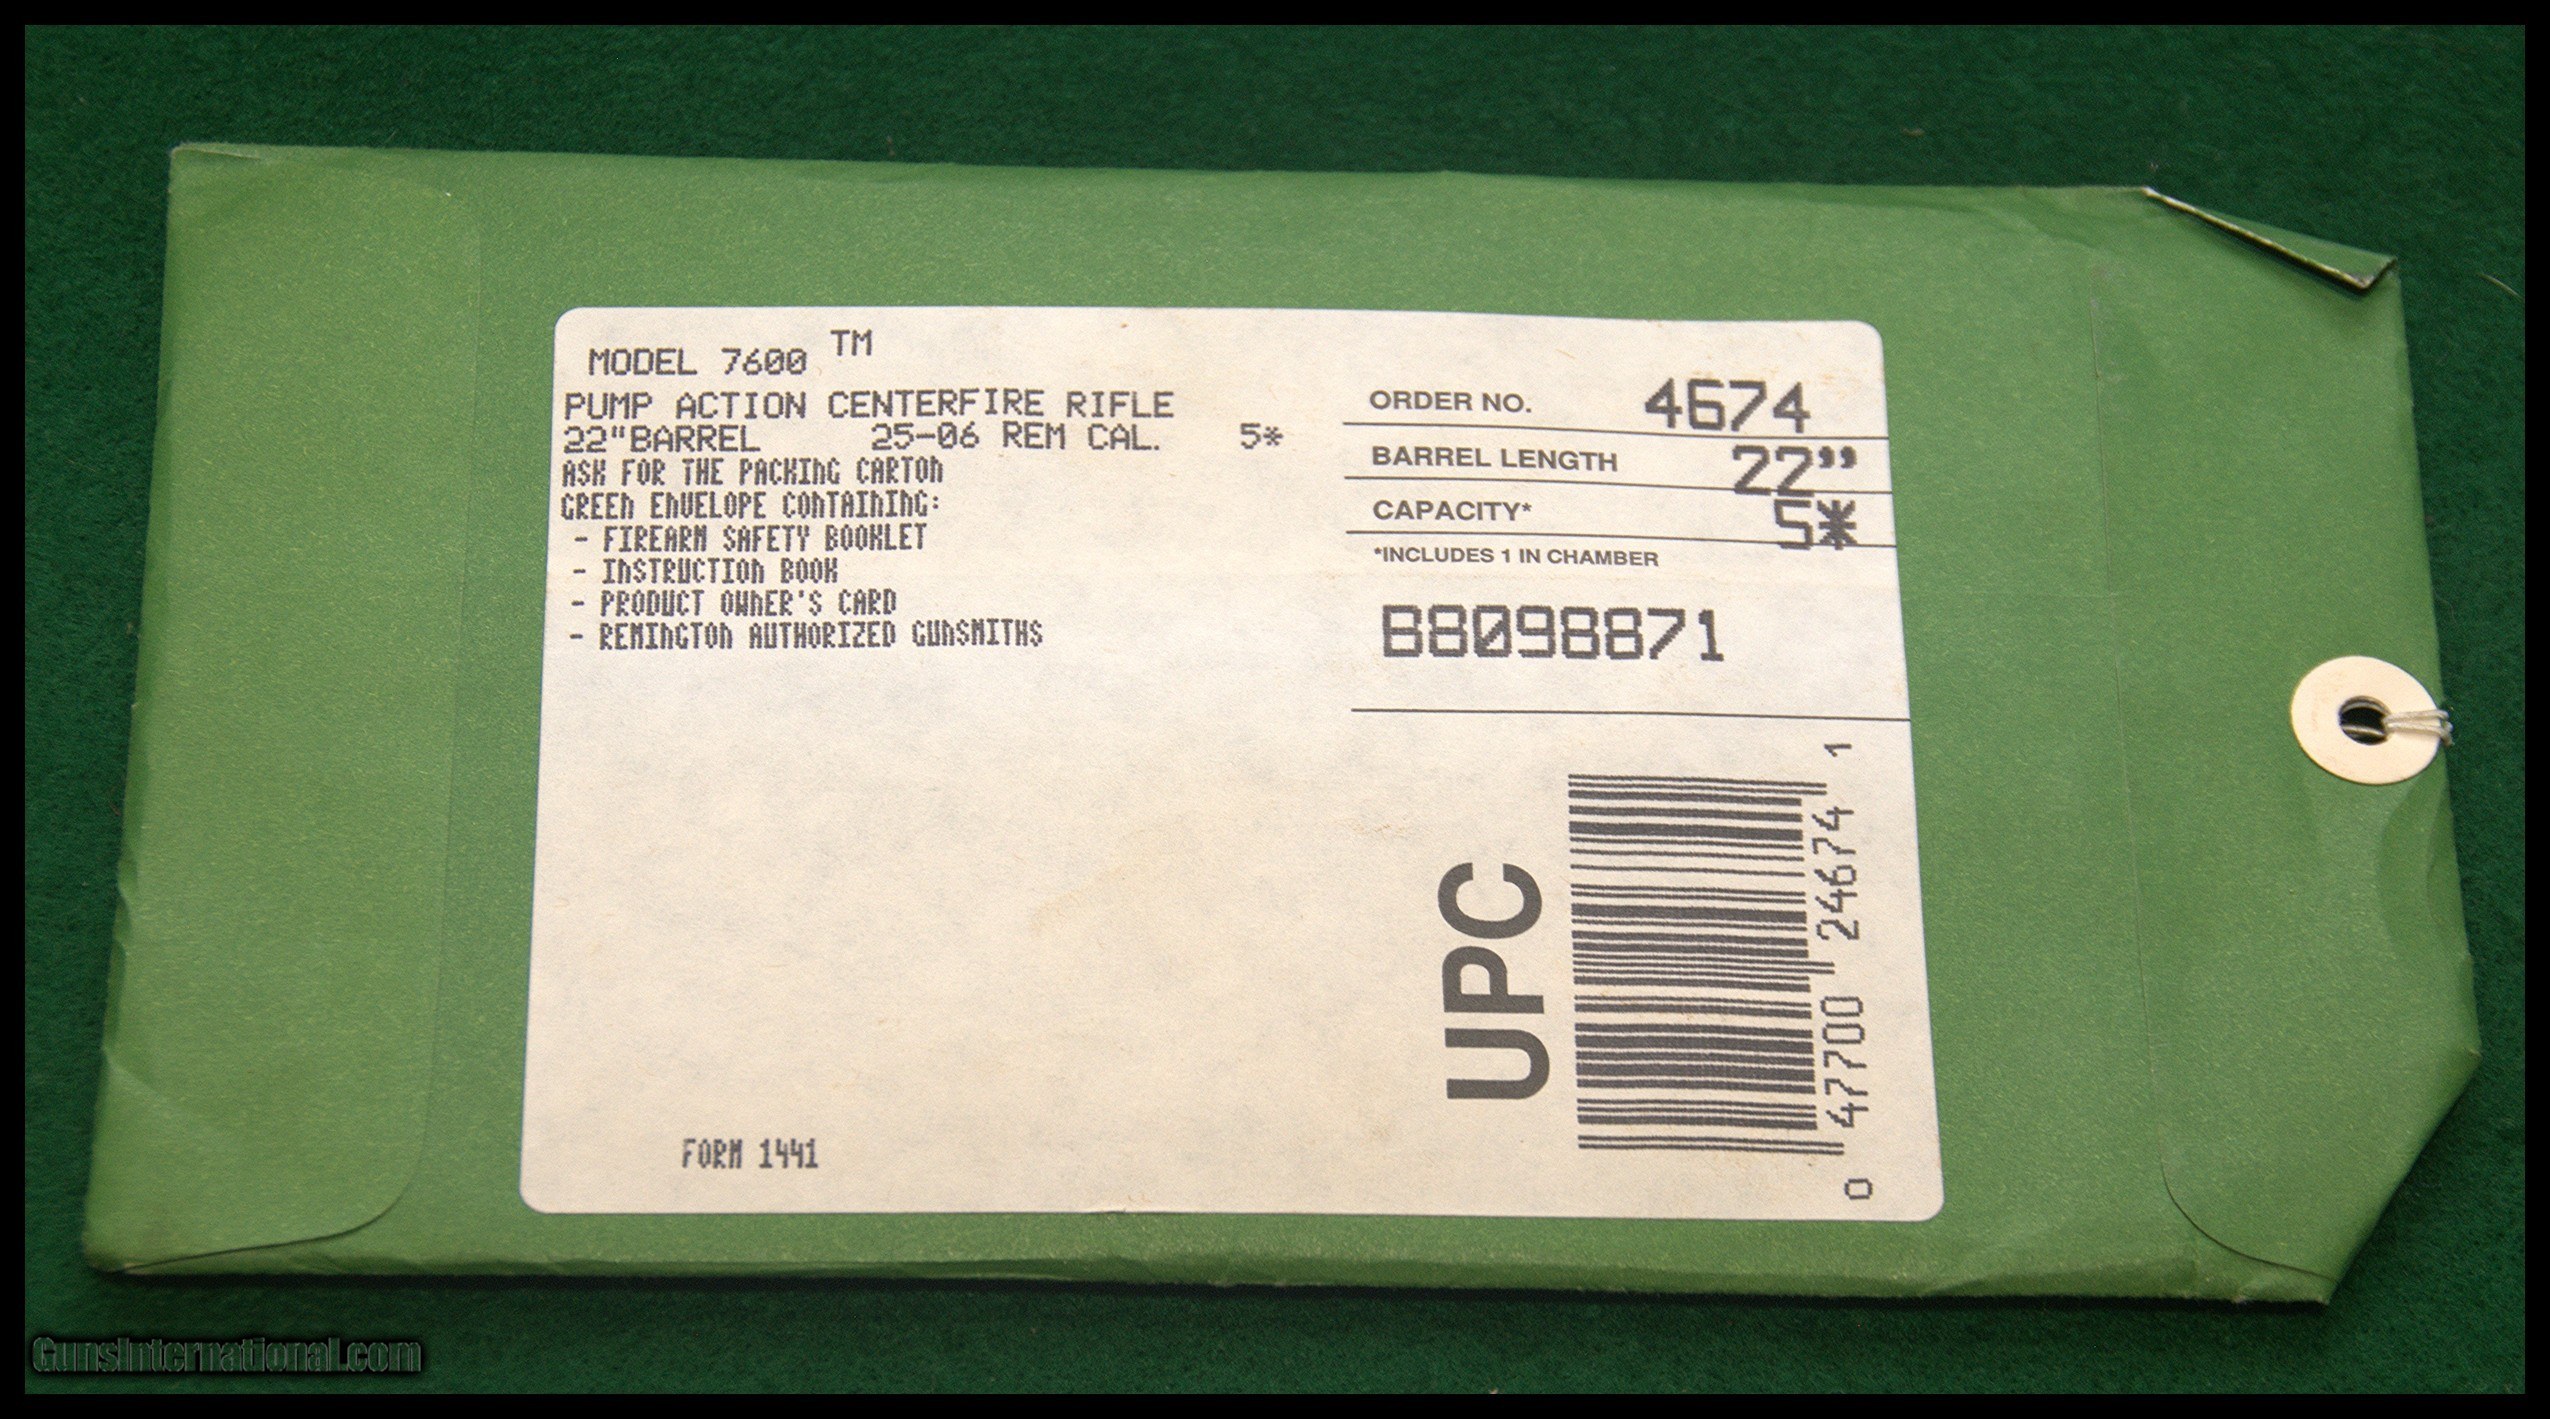 MODEL 7600 TM
PUMP ACTION CENTERFIRE RIFLE
22"BARREL 25-06 REM CAL. 5*
ASK FOR THE PACKING CARTON
GREEN ENVELOPE CONTAINING:
- FIREARM SAFETY BOOKLET
- INSTRUCTION BOOK
- PRODUCT OWNER'S CARD
- REMINGTON AUTHORIZED GUNSMITHS
FORM 1441
ORDER NO. 4674
BARREL LENGTH 22"
CAPACITY* 5*
*INCLUDES 1 IN CHAMBER
B8098871
UPC
0 47700 24674 1
GunsInternational.com